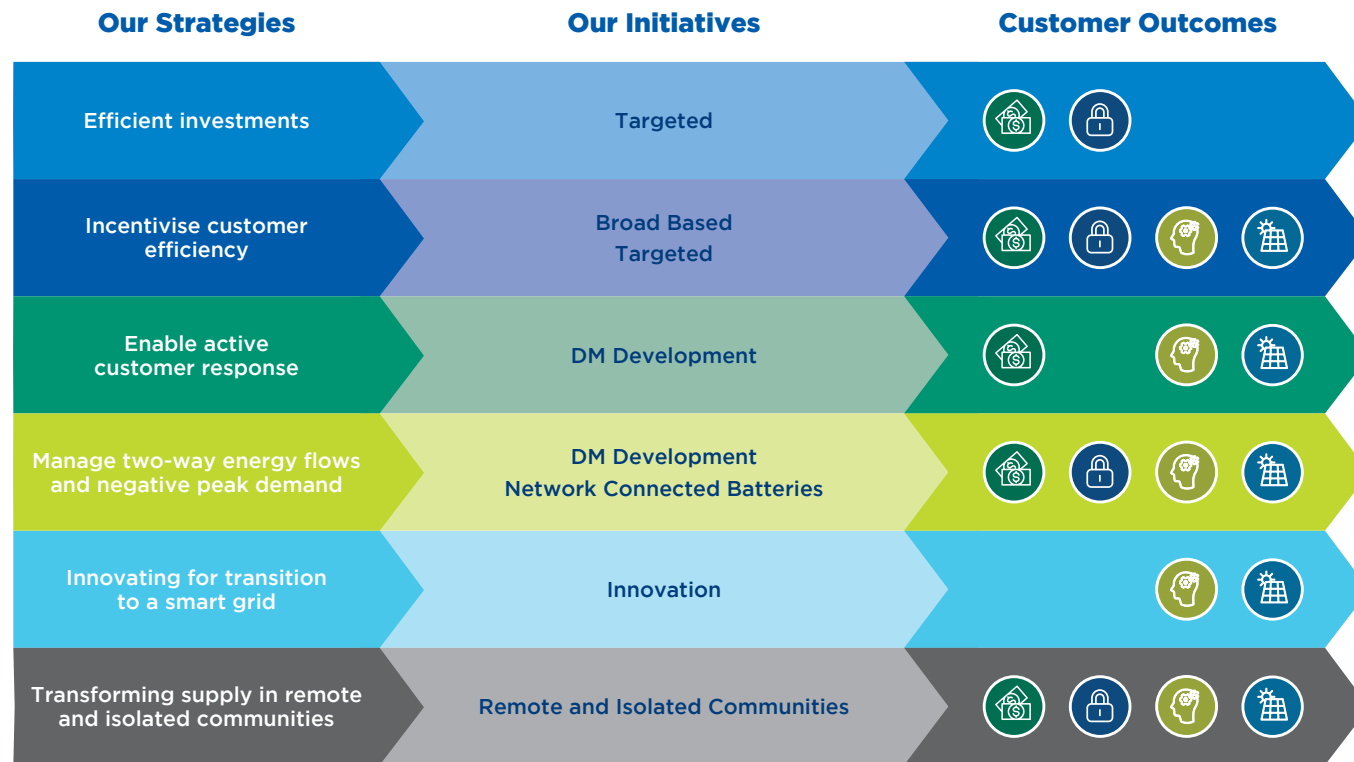 Our Strategies
Our Initiatives
Customer Outcomes
Efficient investments
Targeted
Incentivise customer
efficiency
Broad Based
Targeted
Enable active
customer response
DM Development
Manage two-way energy flows
and negative peak demand
DM Development
Network Connected Batteries
Innovating for transition
to a smart grid
Innovation
Transforming supply in remote
and isolated communities
Remote and Isolated Communities